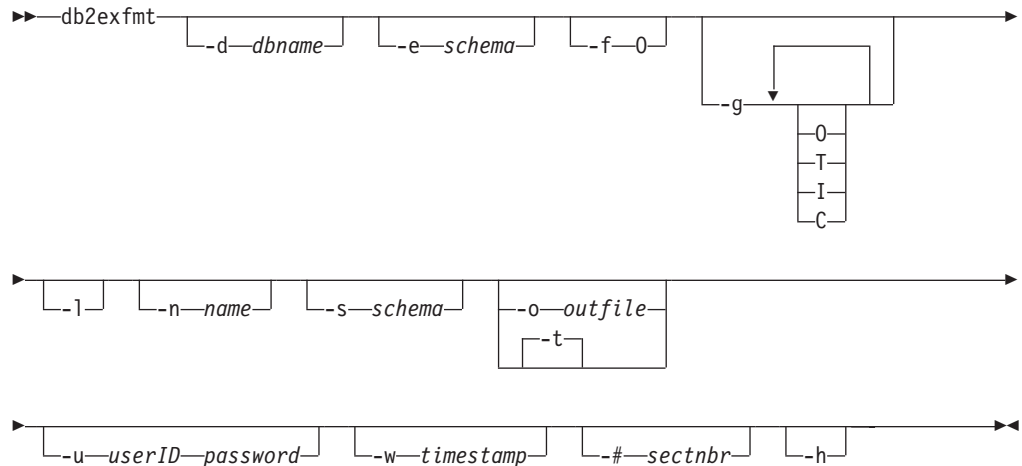 db2exfmt -d dbname -e schema -f O -g
O
T
I
C
-l -n name -s schema -o outfile
-t
-u userID password -w timestamp -# sectnbr -h